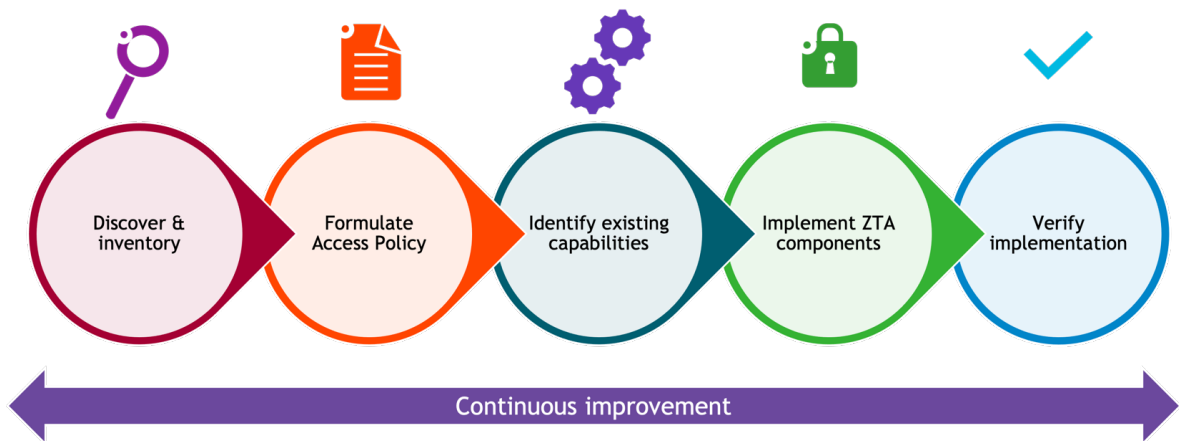 Discover &
inventory
Formulate
Access Policy
Identify existing
capabilities
Implement ZTA
components
Verify
implementation
Continuous improvement